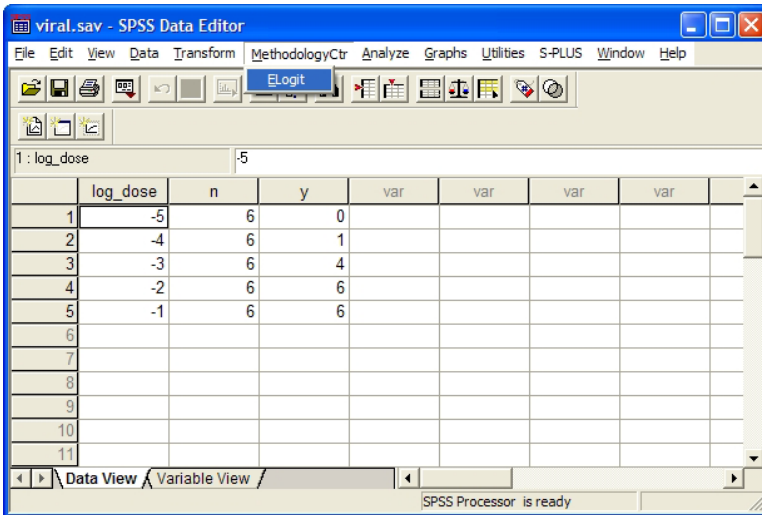 viral.sav - SPSS Data Editor
File Edit View Data Transform MethodologyCtr Analyze Graphs Utilities S-PLUS Window Help
ELogit
1 : log_dose -5
log_dose n y var var var var
1 -5 6 0
2 -4 6 1
3 -3 6 4
4 -2 6 6
5 -1 6 6
6
7
8
9
10
11
Data View Variable View
SPSS Processor is ready